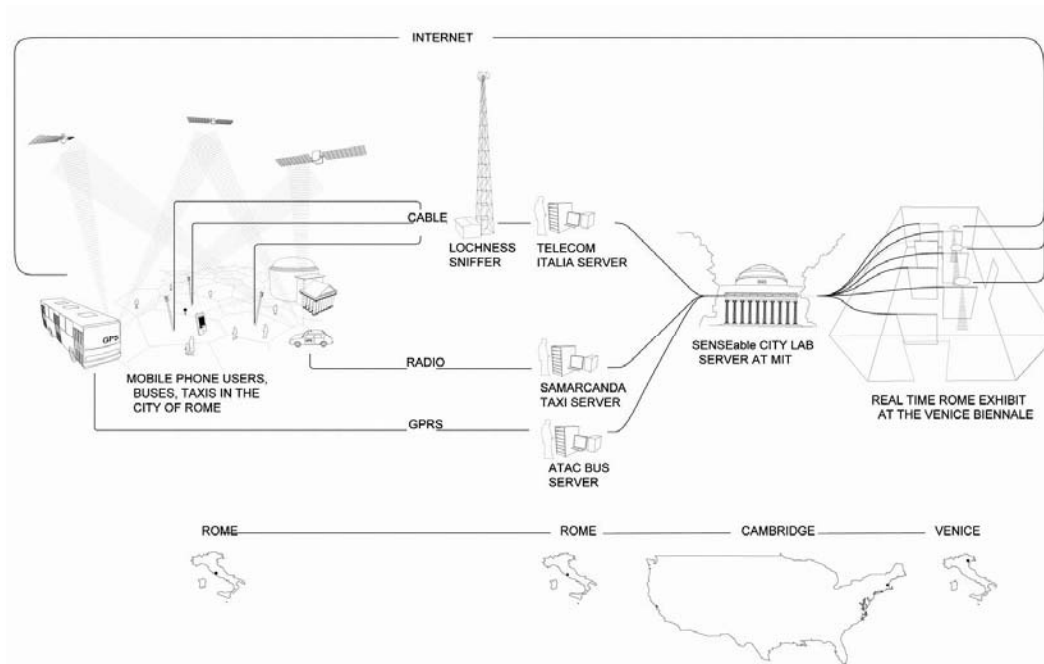 INTERNET
CABLE
LOCHNESS
SNIFFER
TELECOM
ITALIA SERVER
GPS
MOBILE PHONE USERS,
BUSES, TAXIS IN THE
CITY OF ROME
RADIO
SAMARCANDA
TAXI SERVER
GPRS
ATAC BUS
SERVER
SENSEable CITY LAB
SERVER AT MIT
REAL TIME ROME EXHIBIT
AT THE VENICE BIENNALE
ROME
ROME
CAMBRIDGE
VENICE